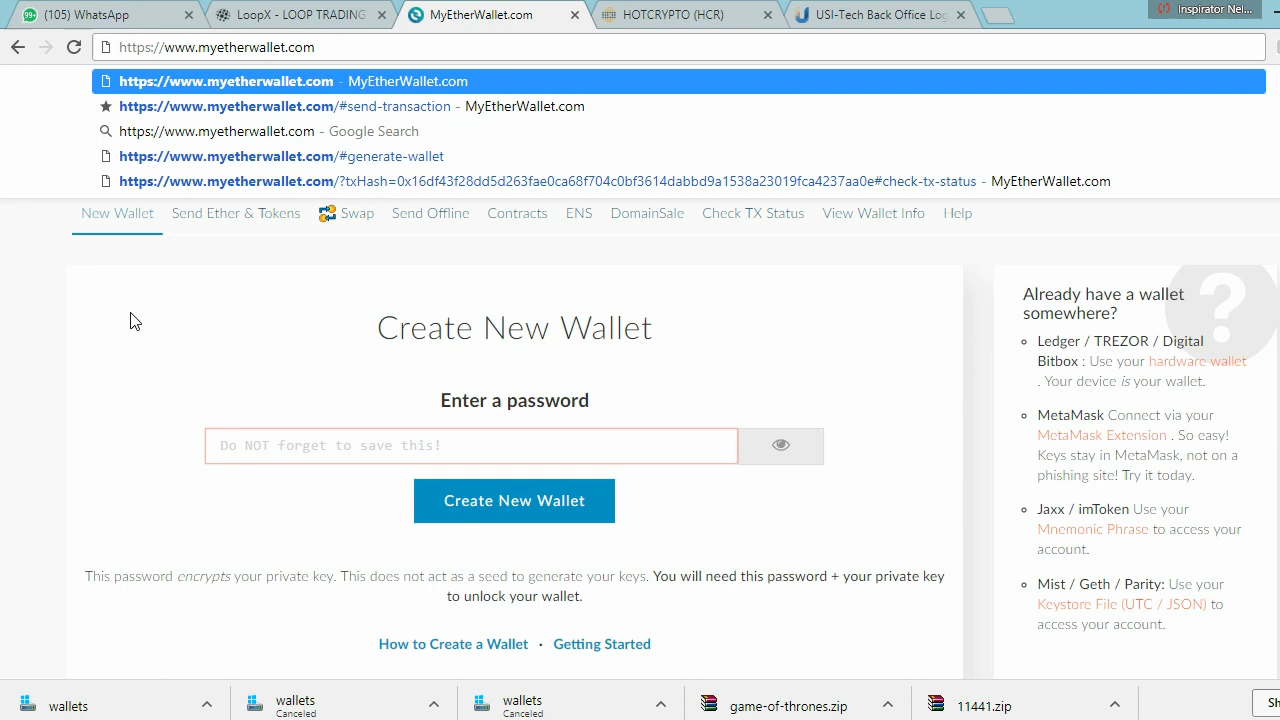 99+ (105) WhatsApp
LoopX - LOOP TRADING
MyEtherWallet.com
HOTCRYPTO (HCR)
USI-Tech Back Office Log
Inspirator Nel...
https://www.myetherwallet.com
https://www.myetherwallet.com - MyEtherWallet.com
https://www.myetherwallet.com/#send-transaction - MyEtherWallet.com
https://www.myetherwallet.com - Google Search
https://www.myetherwallet.com/#generate-wallet
https://www.myetherwallet.com/?txHash=0x16df43f28dd5d263fae0ca68f704c0bf3614dabbd9a1538a23019fca4237aa0e#check-tx-status - MyEtherWallet.com
New Wallet Send Ether & Tokens Swap Send Offline Contracts ENS DomainSale Check TX Status View Wallet Info Help
Create New Wallet
Enter a password
Do NOT forget to save this!
Create New Wallet
This password encrypts your private key. This does not act as a seed to generate your keys. You will need this password + your private key
to unlock your wallet.
How to Create a Wallet · Getting Started
?
Already have a wallet
somewhere?
Ledger / TREZOR / Digital
Bitbox : Use your hardware wallet
. Your device is your wallet.
MetaMask Connect via your
MetaMask Extension . So easy!
Keys stay in MetaMask, not on a
phishing site! Try it today.
Jaxx / imToken Use your
Mnemonic Phrase to access your
account.
Mist / Geth / Parity: Use your
Keystore File (UTC / JSON) to
access your account.
wallets
wallets
Canceled
wallets
Canceled
game-of-thrones.zip
11441.zip
Sh